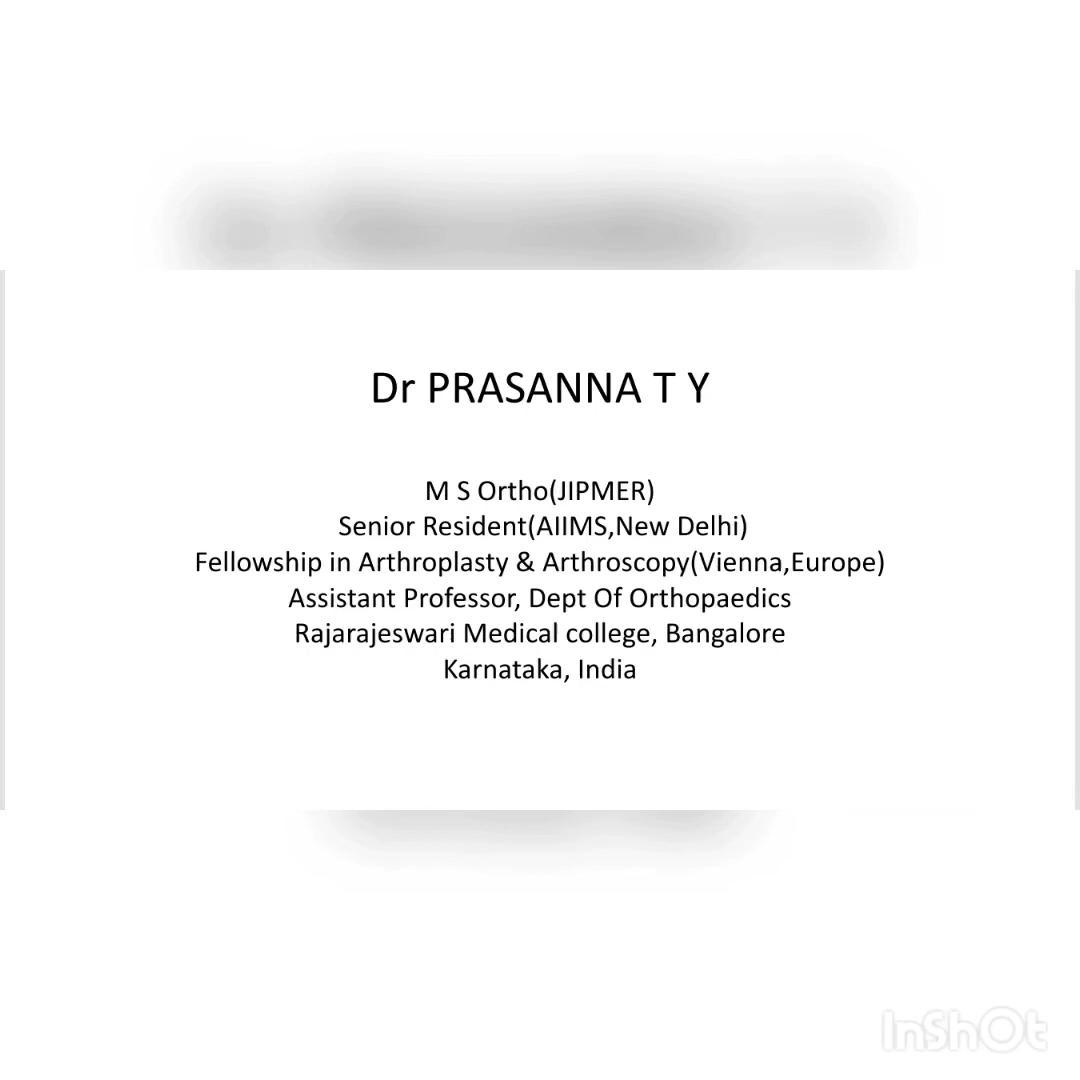 Dr PRASANNA T Y
M S Ortho(JIPMER)
Senior Resident(AIIMS,New Delhi)
Fellowship in Arthroplasty & Arthroscopy(Vienna,Europe)
Assistant Professor, Dept Of Orthopaedics
Rajarajeswari Medical college, Bangalore
Karnataka, India
InShOt